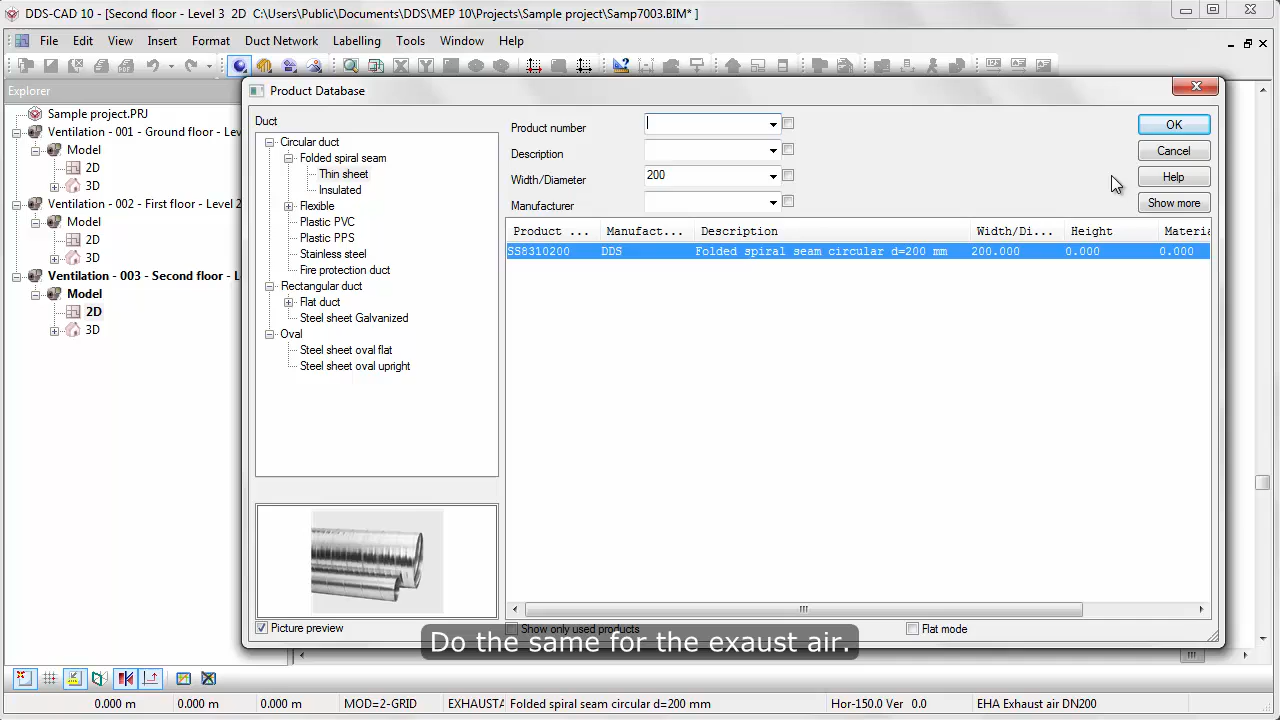 DDS-CAD 10 - [Second floor - Level 3  2D  C:\Users\Public\Documents\DDS\MEP 10\Projects\Sample project\Samp7003.BIM* ]
File Edit View Insert Format Duct Network Labelling Tools Window Help
Explorer
Sample project.PRJ
Ventilation - 001 - Ground floor - Lev
Model
2D
3D
Ventilation - 002 - First floor - Level 2
Model
2D
3D
Ventilation - 003 - Second floor - L
Model
2D
3D
Product Database
Duct
Circular duct
Folded spiral seam
Thin sheet
Insulated
Flexible
Plastic PVC
Plastic PPS
Stainless steel
Fire protection duct
Rectangular duct
Flat duct
Steel sheet Galvanized
Oval
Steel sheet oval flat
Steel sheet oval upright
Picture preview
Product number
Description
Width/Diameter 200
Manufacturer
OK
Cancel
Help
Show more
Product ... Manufact... Description Width/Di... Height Materia
SS8310200 DDS Folded spiral seam circular d=200 mm 200.000 0.000 0.000
Show only used products
Flat mode
Do the same for the exaust air.
0.000 m 0.000 m 0.000 m MOD=2-GRID EXHAUSTA Folded spiral seam circular d=200 mm Hor-150.0 Ver 0.0 EHA Exhaust air DN200